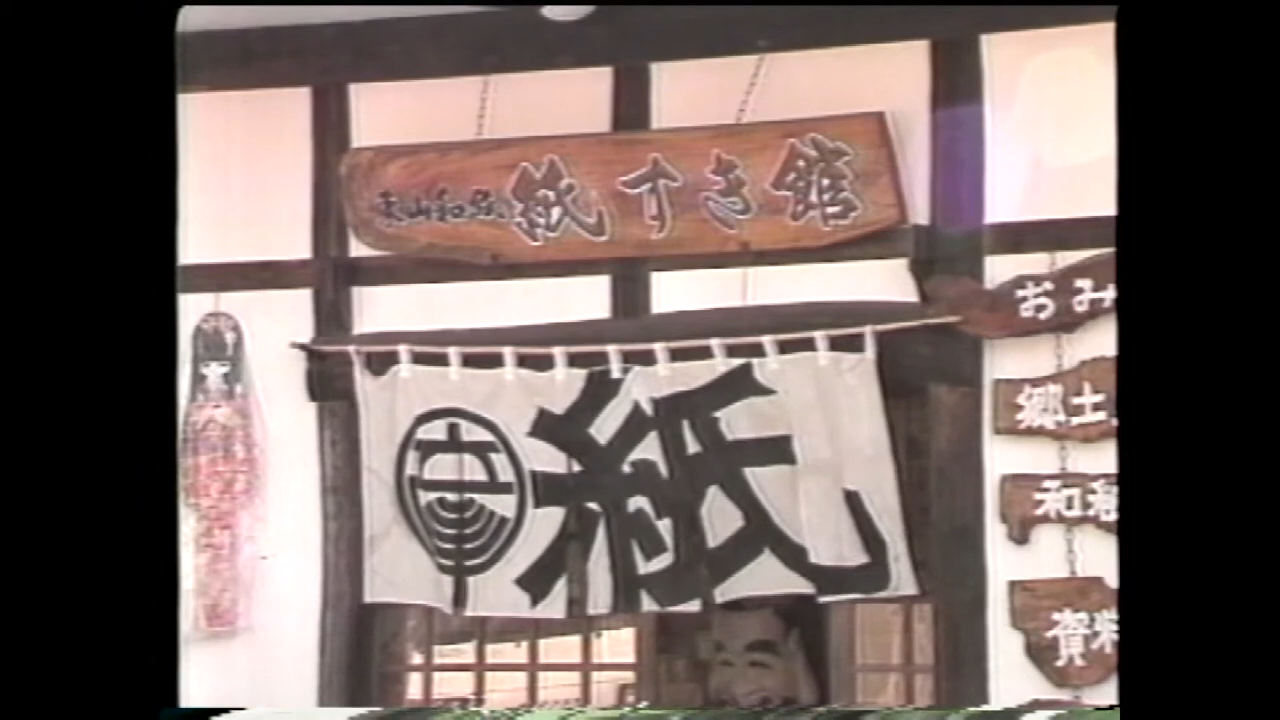 東山和紙 紙すき館
紙
おみ
郷土
和紙
資料